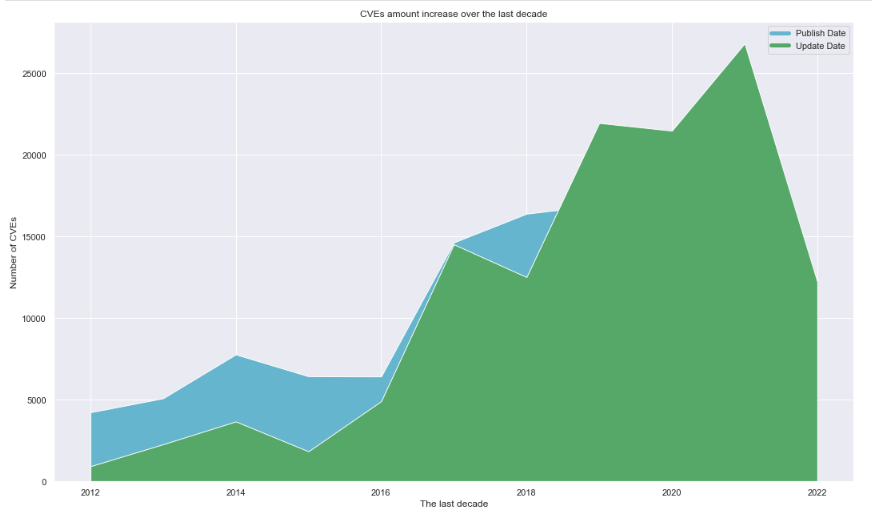 CVEs amount increase over the last decade
Publish Date
Update Date
25000
20000
15000
10000
5000
0
Number of CVEs
2012
2014
2016
2018
2020
2022
The last decade